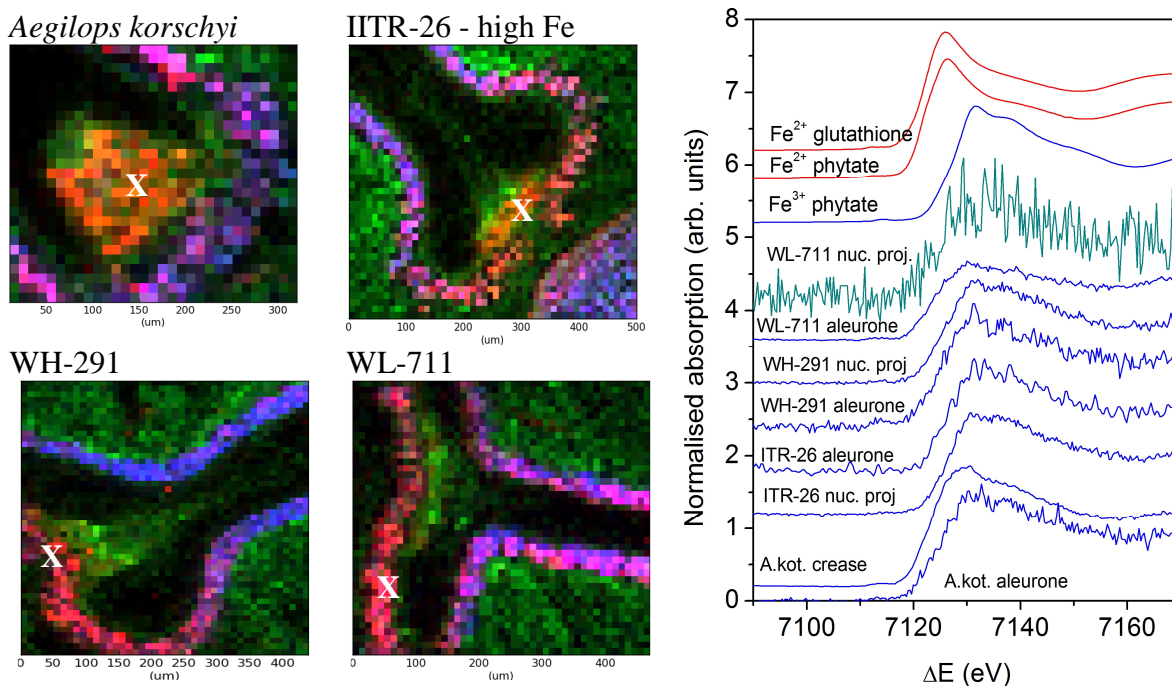 Aegilops korschyi
IITR-26 - high Fe
X
50 100 150 200 250 300
(um)
X
0 100 200 300 400 500
(um)
WH-291
WL-711
X
0 50 100 150 200 250 300 350 400
(um)
X
0 100 200 300 400
(um)
Normalised absorption (arb. units)
8
7
6
5
4
3
2
1
0
Fe2+ glutathione
Fe2+ phytate
Fe3+ phytate
WL-711 nuc. proj.
WL-711 aleurone
WH-291 nuc. proj
WH-291 aleurone
ITR-26 aleurone
ITR-26 nuc. proj
A.kot. crease
A.kot. aleurone
7100 7120 7140 7160
ΔE (eV)